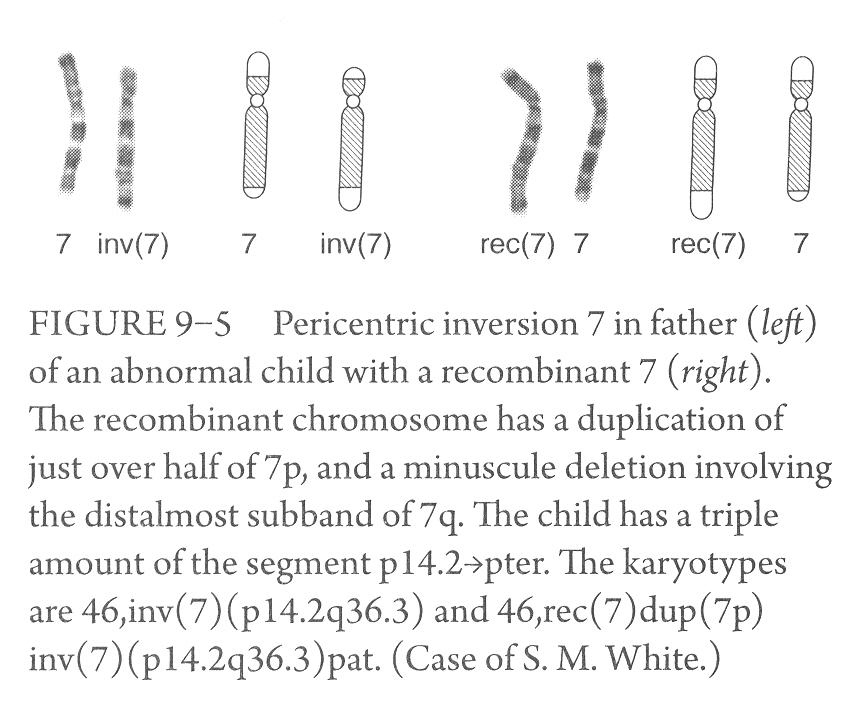 7 inv(7) 7 inv(7) rec(7) 7 rec(7) 7
FIGURE 9–5 Pericentric inversion 7 in father (left)
of an abnormal child with a recombinant 7 (right).
The recombinant chromosome has a duplication of
just over half of 7p, and a minuscule deletion involving
the distalmost subband of 7q. The child has a triple
amount of the segment p14.2→pter. The karyotypes
are 46,inv(7)(p14.2q36.3) and 46,rec(7)dup(7p)
inv(7)(p14.2q36.3)pat. (Case of S. M. White.)